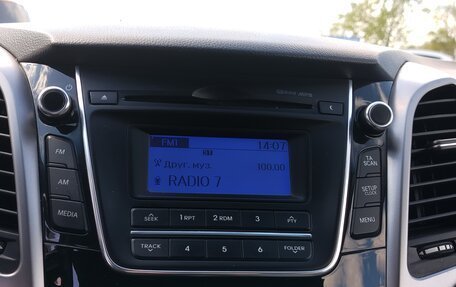 FM1 14:07
Друг. муз. 100.00
RADIO 7
FM
AM
MEDIA
TA
SCAN
SETUP
CLOCK
MENU
SEEK 1 RPT 2 RDM 3 PTY
TRACK 4 5 6 FOLDER